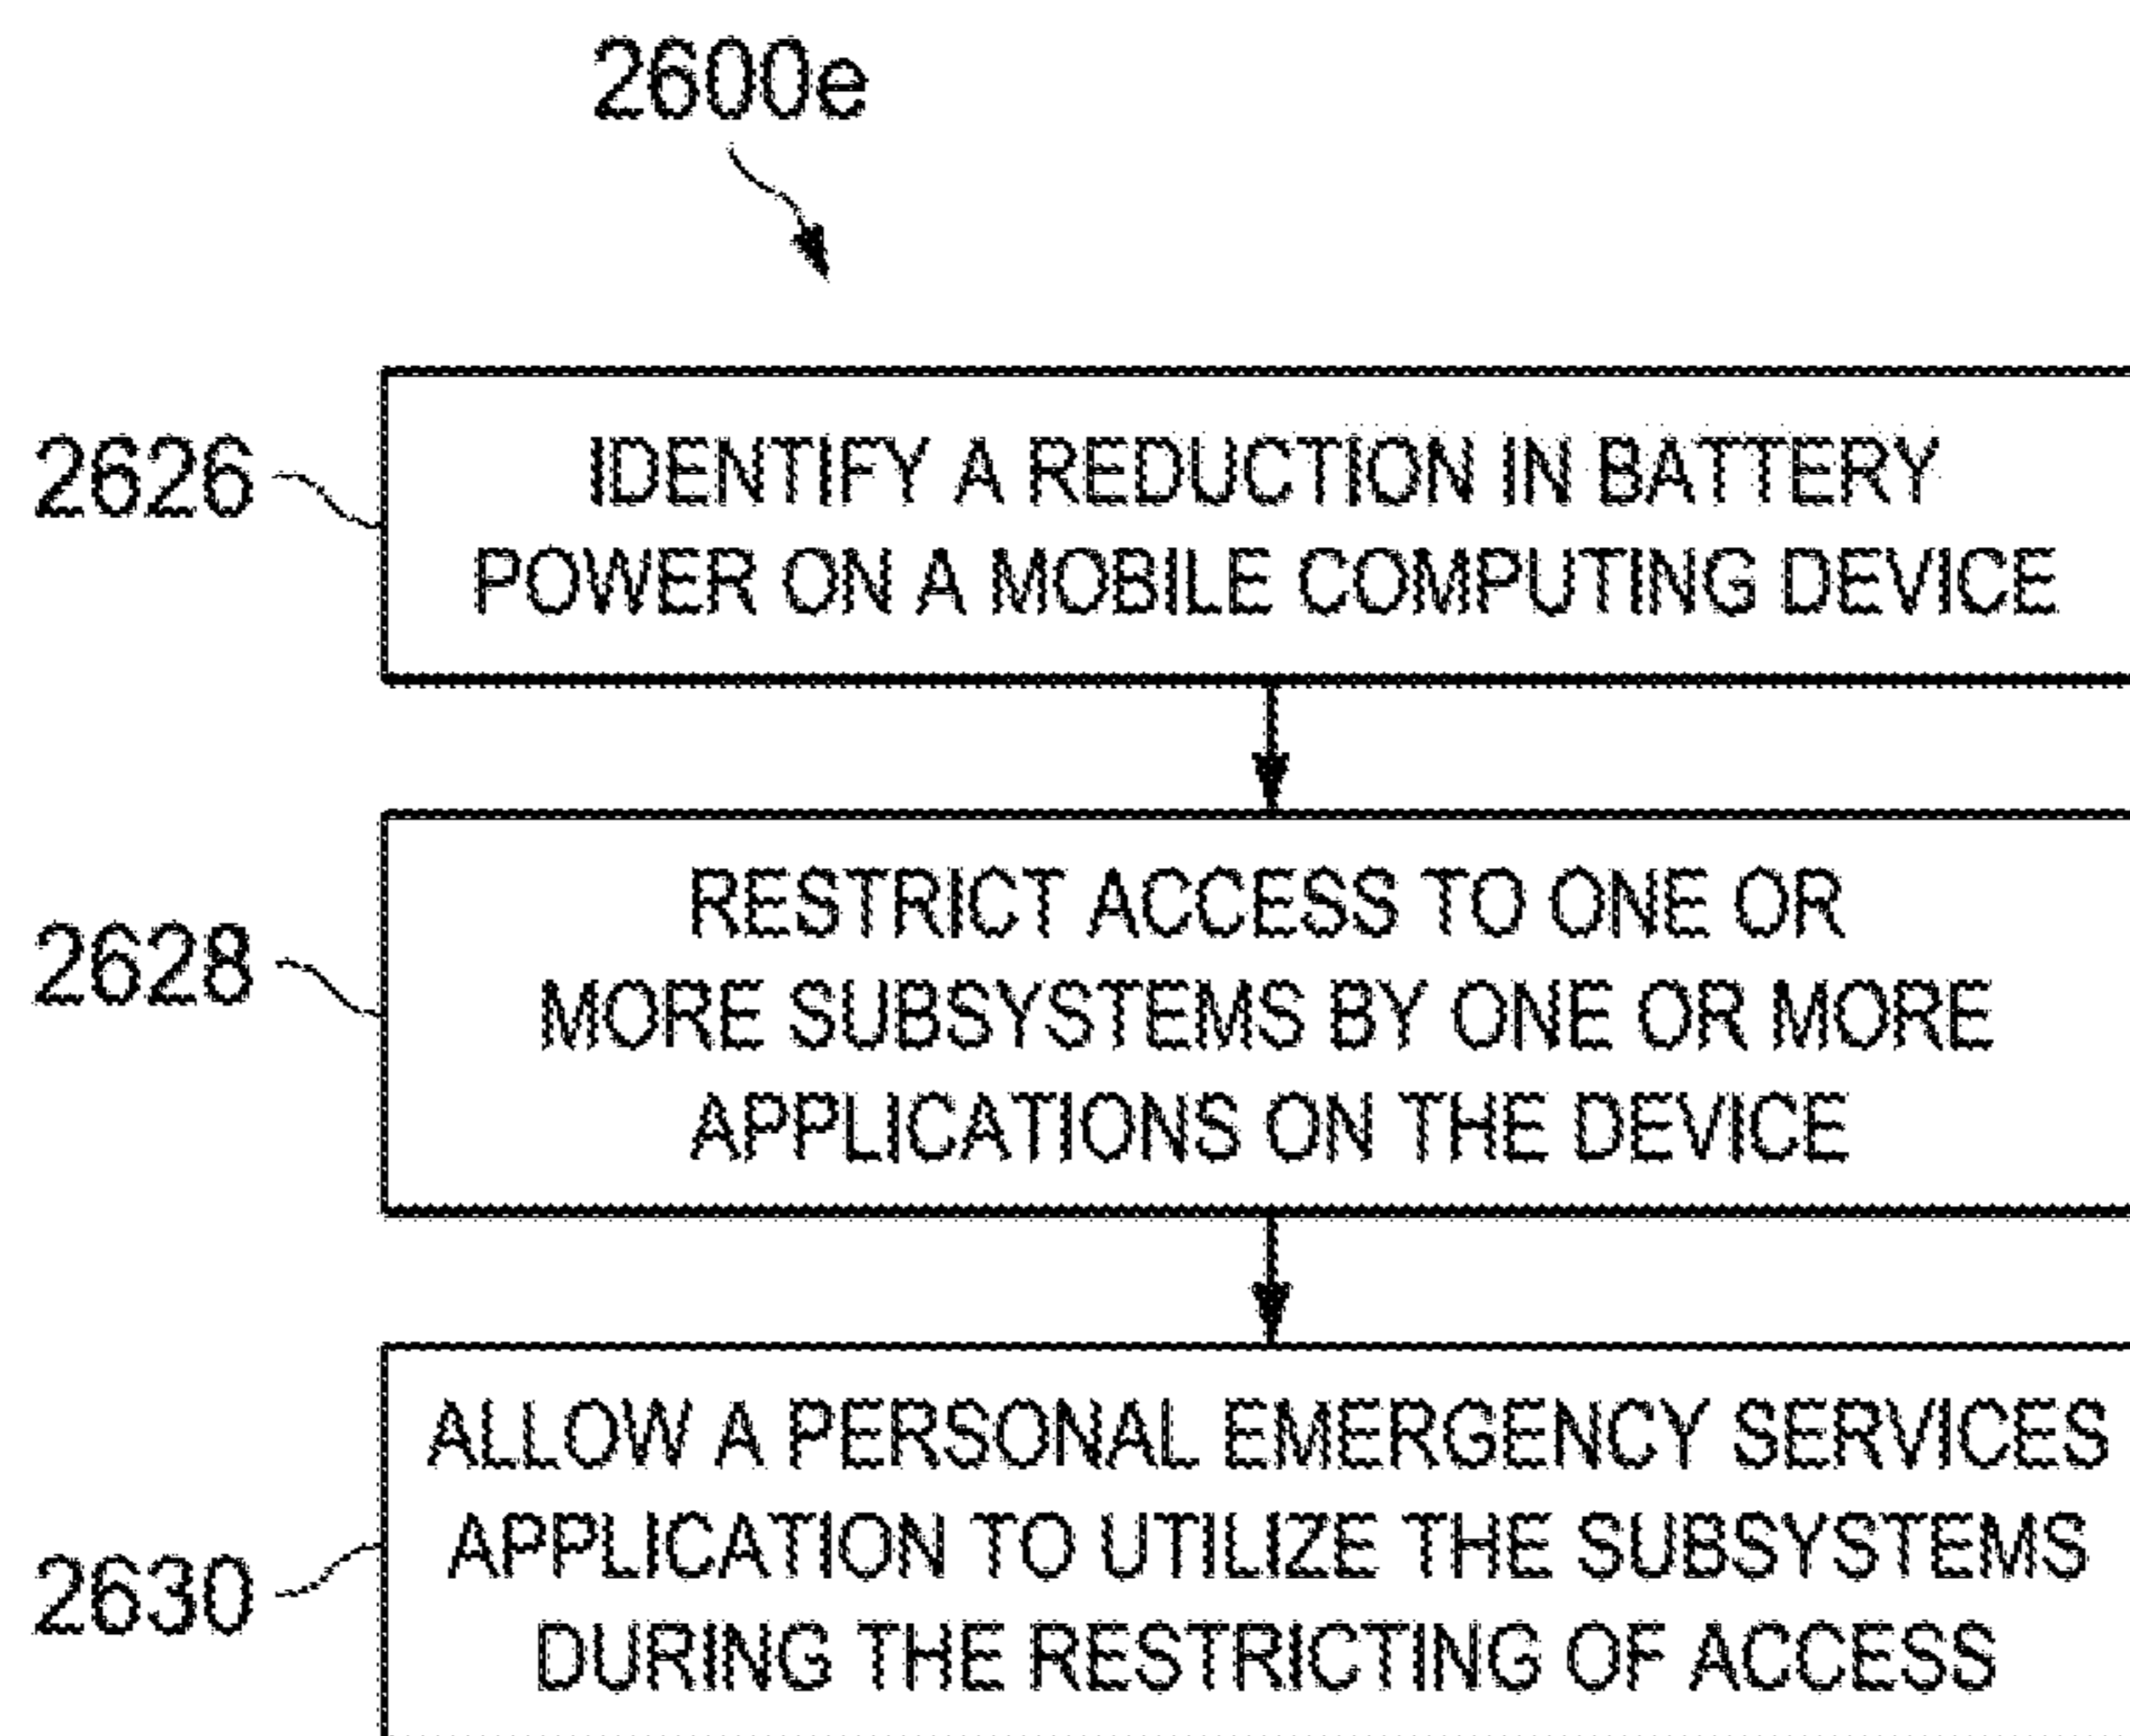 2600e
2626
IDENTIFY A REDUCTION IN BATTERY
POWER ON A MOBILE COMPUTING DEVICE
2628
RESTRICT ACCESS TO ONE OR
MORE SUBSYSTEMS BY ONE OR MORE
APPLICATIONS ON THE DEVICE
2630
ALLOW A PERSONAL EMERGENCY SERVICES
APPLICATION TO UTILIZE THE SUBSYSTEMS
DURING THE RESTRICTING OF ACCESS